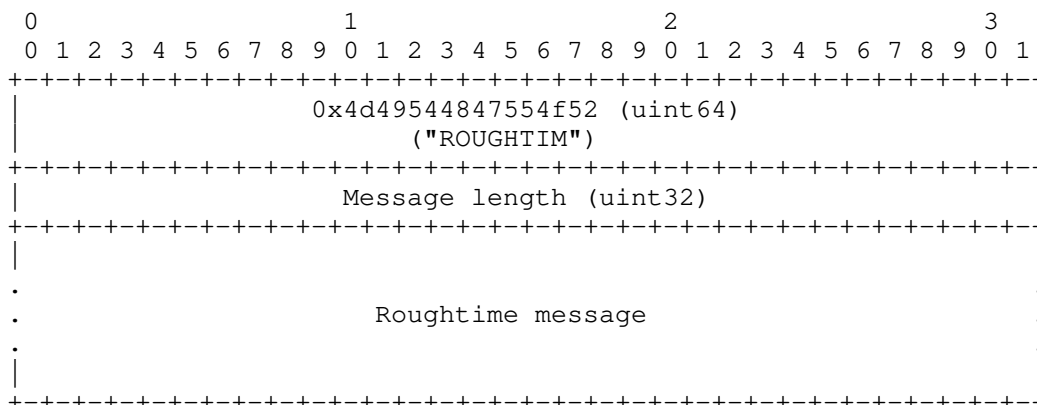 0                   1                   2                   3
0 1 2 3 4 5 6 7 8 9 0 1 2 3 4 5 6 7 8 9 0 1 2 3 4 5 6 7 8 9 0 1
+-+-+-+-+-+-+-+-+-+-+-+-+-+-+-+-+-+-+-+-+-+-+-+-+-+-+-+-+-+-+-+--
|                  0x4d49544847554f52 (uint64)
|                        ("ROUGHTIM")
+-+-+-+-+-+-+-+-+-+-+-+-+-+-+-+-+-+-+-+-+-+-+-+-+-+-+-+-+-+-+-+--
|                    Message length (uint32)
+-+-+-+-+-+-+-+-+-+-+-+-+-+-+-+-+-+-+-+-+-+-+-+-+-+-+-+-+-+-+-+--
|
.                                                               .
.                      Roughtime message                        .
.                                                               .
|
+-+-+-+-+-+-+-+-+-+-+-+-+-+-+-+-+-+-+-+-+-+-+-+-+-+-+-+-+-+-+-+--